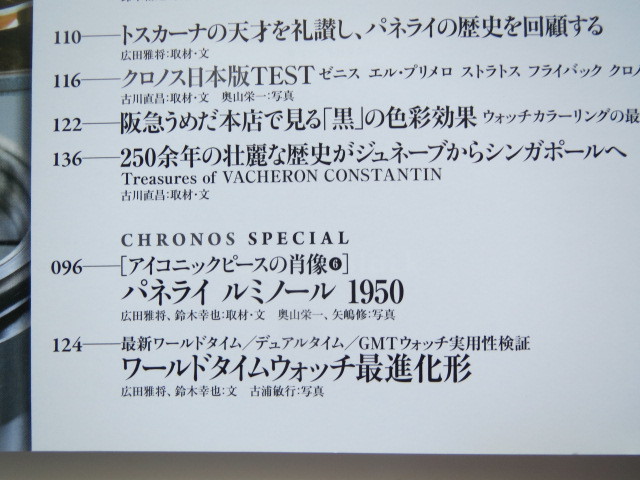 110──トスカーナの天才を礼讃し、パネライの歴史を回顧する
広田雅将:取材・文
116──クロノス日本版TEST ゼニス エル・プリメロ ストラトス フライバック クロノ
古川直昌:取材・文 奥山栄一:写真
122──阪急うめだ本店で見る「黒」の色彩効果 ウォッチカラーリングの最
136──250余年の壮麗な歴史がジュネーブからシンガポールへ
Treasures of VACHERON CONSTANTIN
古川直昌:取材・文
CHRONOS SPECIAL
096──[アイコニックピースの肖像❻]
パネライ ルミノール 1950
広田雅将、鈴木幸也:取材・文 奥山栄一、矢嶋修:写真
124──最新ワールドタイム／デュアルタイム／GMTウォッチ実用性検証
ワールドタイムウォッチ最進化形
広田雅将、鈴木幸也:文 古浦敏行:写真